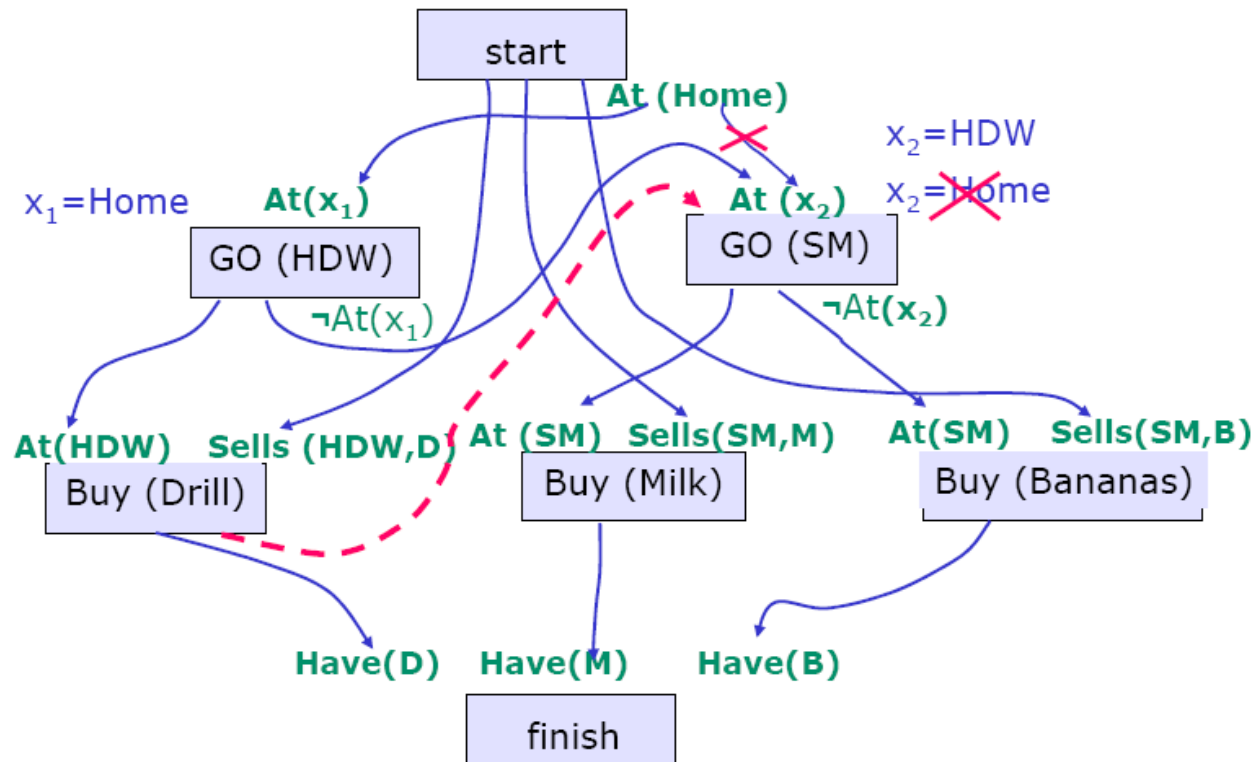 start
At (Home)
x₂=HDW
x₁=Home
At(x₁)
At (x₂)
x₂=Home
GO (HDW)
GO (SM)
¬At(x₁)
¬At(x₂)
At(HDW)
Sells (HDW,D)
At (SM)
Sells(SM,M)
At(SM)
Sells(SM,B)
Buy (Drill)
Buy (Milk)
Buy (Bananas)
Have(D)
Have(M)
Have(B)
finish